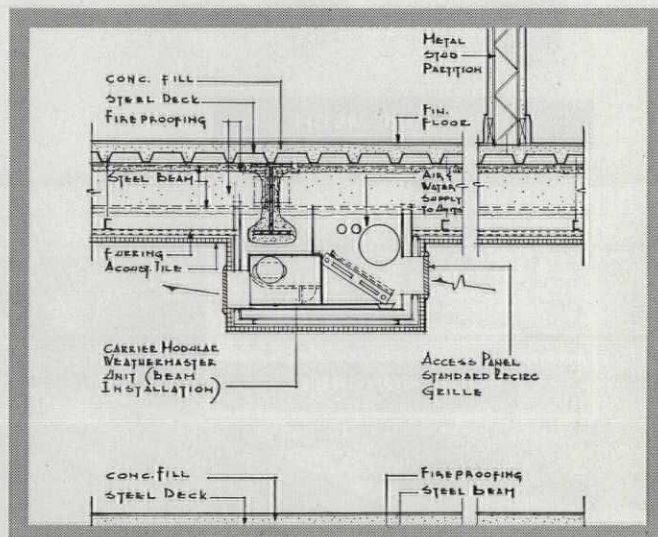 METAL
STUD
PARTITION
CONC. FILL
STEEL DECK
FIREPROOFING
FIN.
FLOOR
STEEL BEAM
AIR &
WATER
SUPPLY
TO UNITS
FURRING
ACOUST. TILE
CARRIER MODULAR
WEATHERMASTER
UNIT (BEAM
INSTALLATION)
ACCESS PANEL
STANDARD RECIRC
GRILLE
CONC. FILL
STEEL DECK
FIREPROOFING
STEEL BEAM